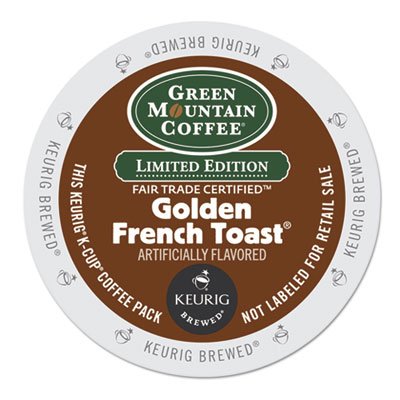 KEURIG BREWED®
KEURIG BREWED®
KEURIG BREWED®
KEURIG BREWED®
GREEN
MOUNTAIN
COFFEE®
LIMITED EDITION
FAIR TRADE CERTIFIED™
Golden
French Toast®
ARTIFICIALLY FLAVORED
THIS KEURIG® K-CUP® COFFEE PACK
NOT LABELED FOR RETAIL SALE
KEURIG
BREWED®